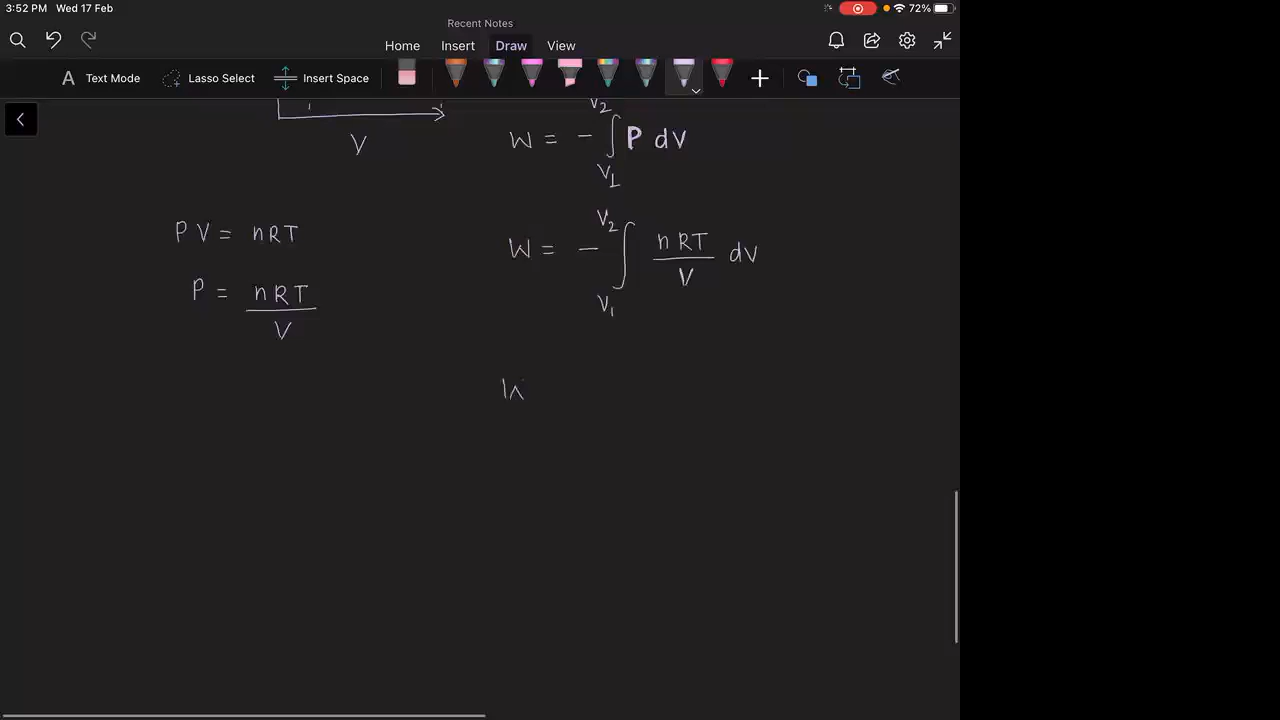 3:52 PM Wed 17 Feb
72%
Recent Notes
Home Insert Draw View
A Text Mode Lasso Select Insert Space
V
W = - ∫ P dV
V2
V1
PV = nRT
W = - ∫ nRT/V dV
V2
V1
P = nRT/V
W